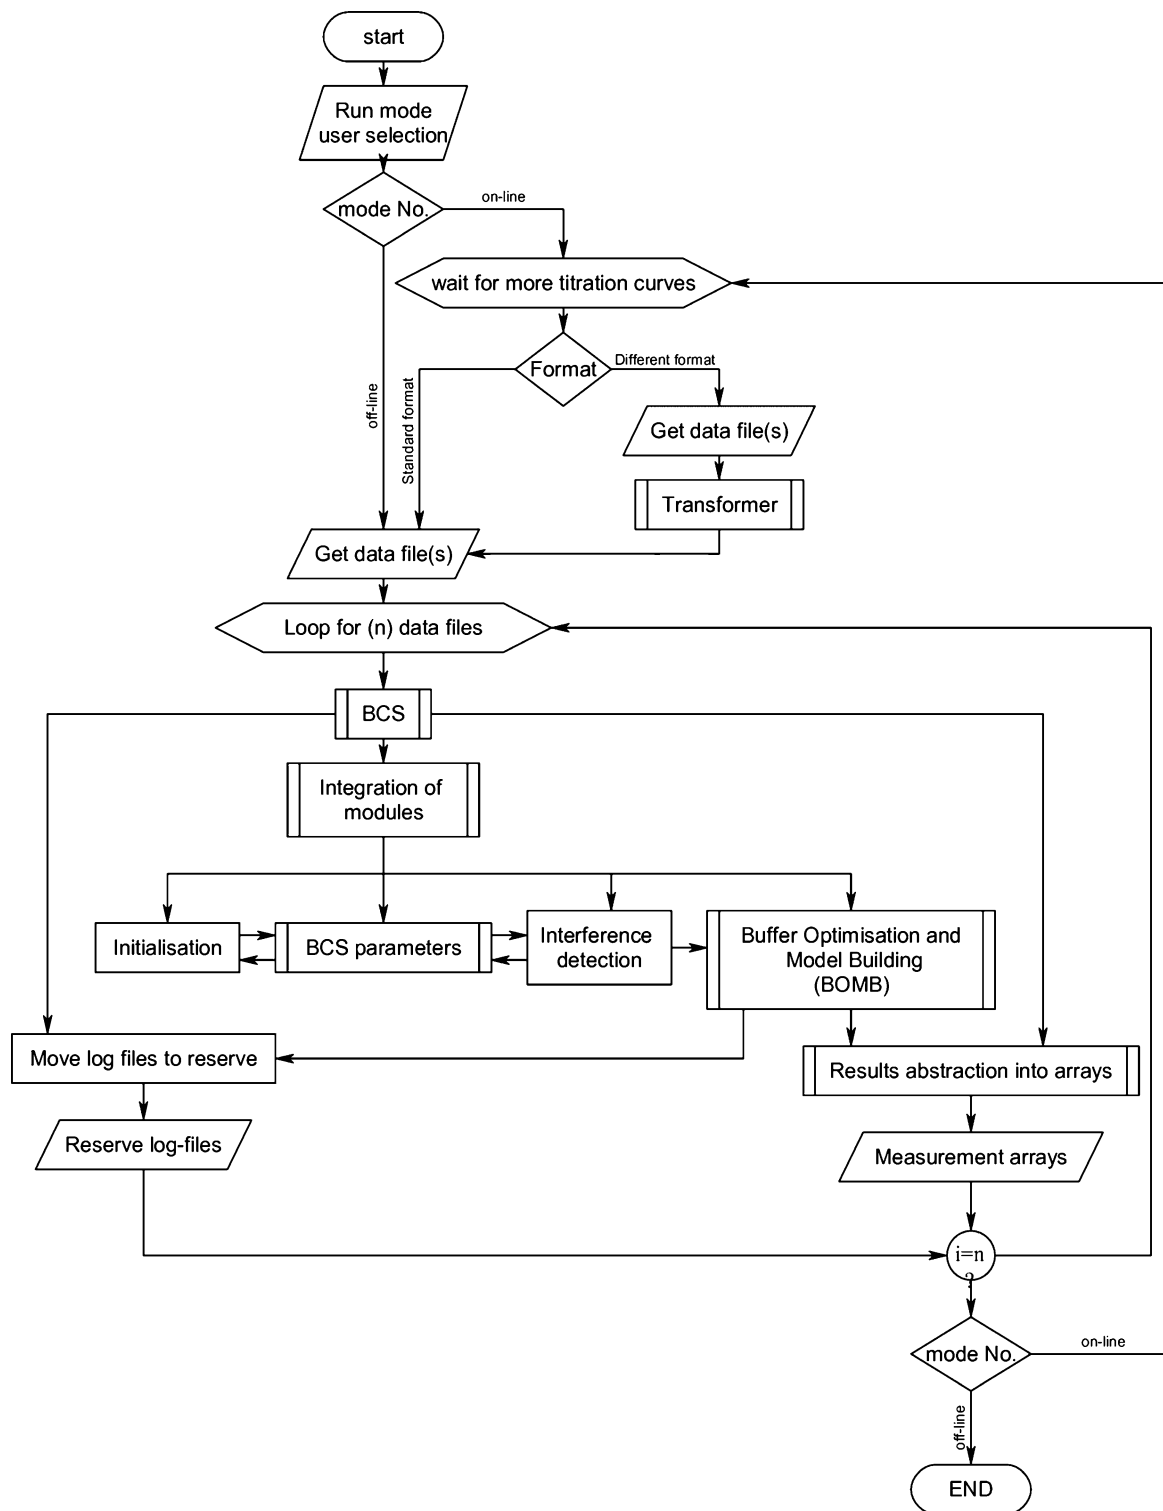 start
Run mode
user selection
mode No.
on-line
wait for more titration curves
Format
Different format
off-line
Standard format
Get data file(s)
Transformer
Get data file(s)
Loop for (n) data files
BCS
Integration of
modules
Initialisation
BCS parameters
Interference
detection
Buffer Optimisation and
Model Building
(BOMB)
Move log files to reserve
Results abstraction into arrays
Reserve log-files
Measurement arrays
i=n
?
mode No.
on-line
off-line
END